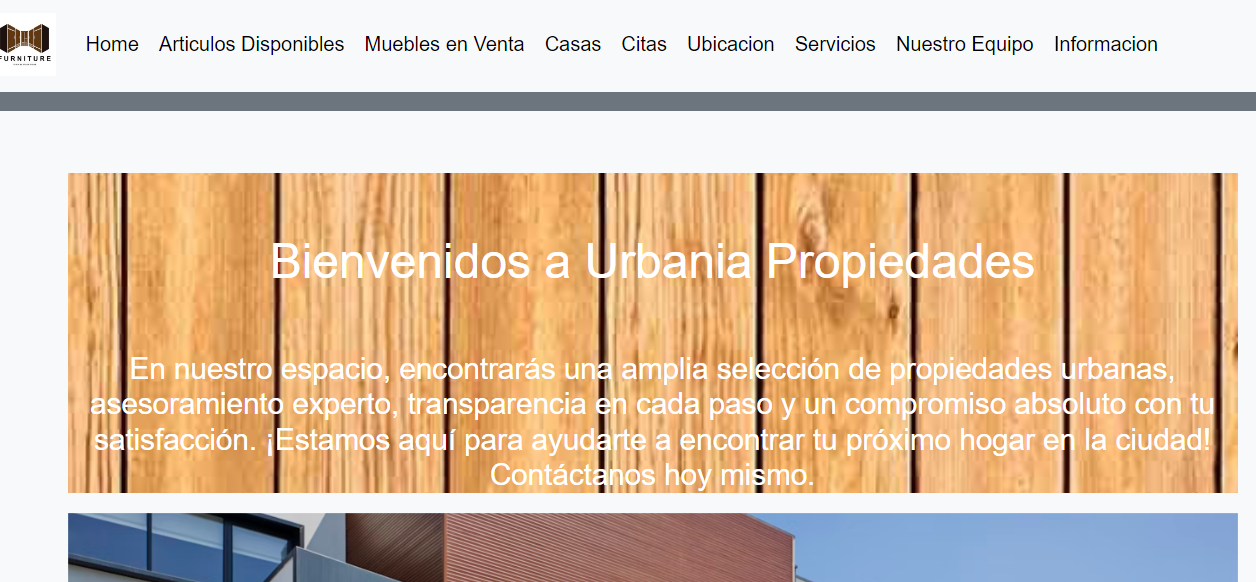 FURNITURE
Home Articulos Disponibles Muebles en Venta Casas Citas Ubicacion Servicios Nuestro Equipo Informacion
Bienvenidos a Urbania Propiedades
En nuestro espacio, encontrarás una amplia selección de propiedades urbanas,
asesoramiento experto, transparencia en cada paso y un compromiso absoluto con tu
satisfacción. ¡Estamos aquí para ayudarte a encontrar tu próximo hogar en la ciudad!
Contáctanos hoy mismo.